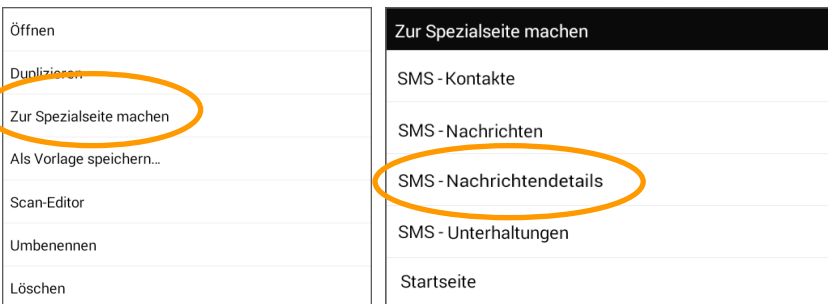 Öffnen
Duplizieren
Zur Spezialseite machen
Als Vorlage speichern...
Scan-Editor
Umbenennen
Löschen
Zur Spezialseite machen
SMS - Kontakte
SMS - Nachrichten
SMS - Nachrichtendetails
SMS - Unterhaltungen
Startseite